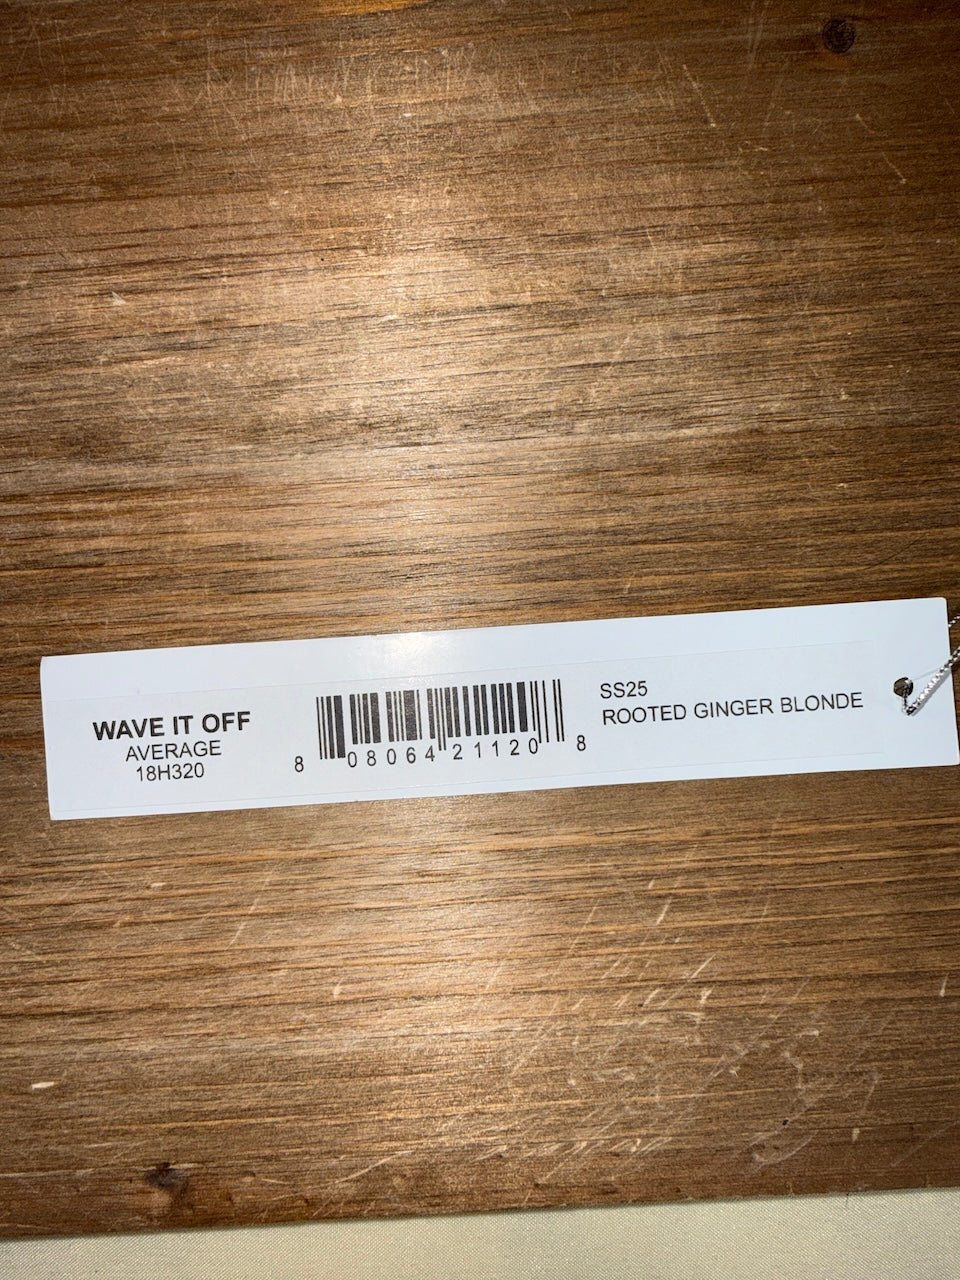 WAVE IT OFF
AVERAGE
18H320
8 08064 21120 8
SS25
ROOTED GINGER BLONDE